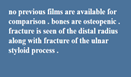 no previous films are available for
comparison . bones are osteopenic .
fracture is seen of the distal radius
along with fracture of the ulnar
styloid process .